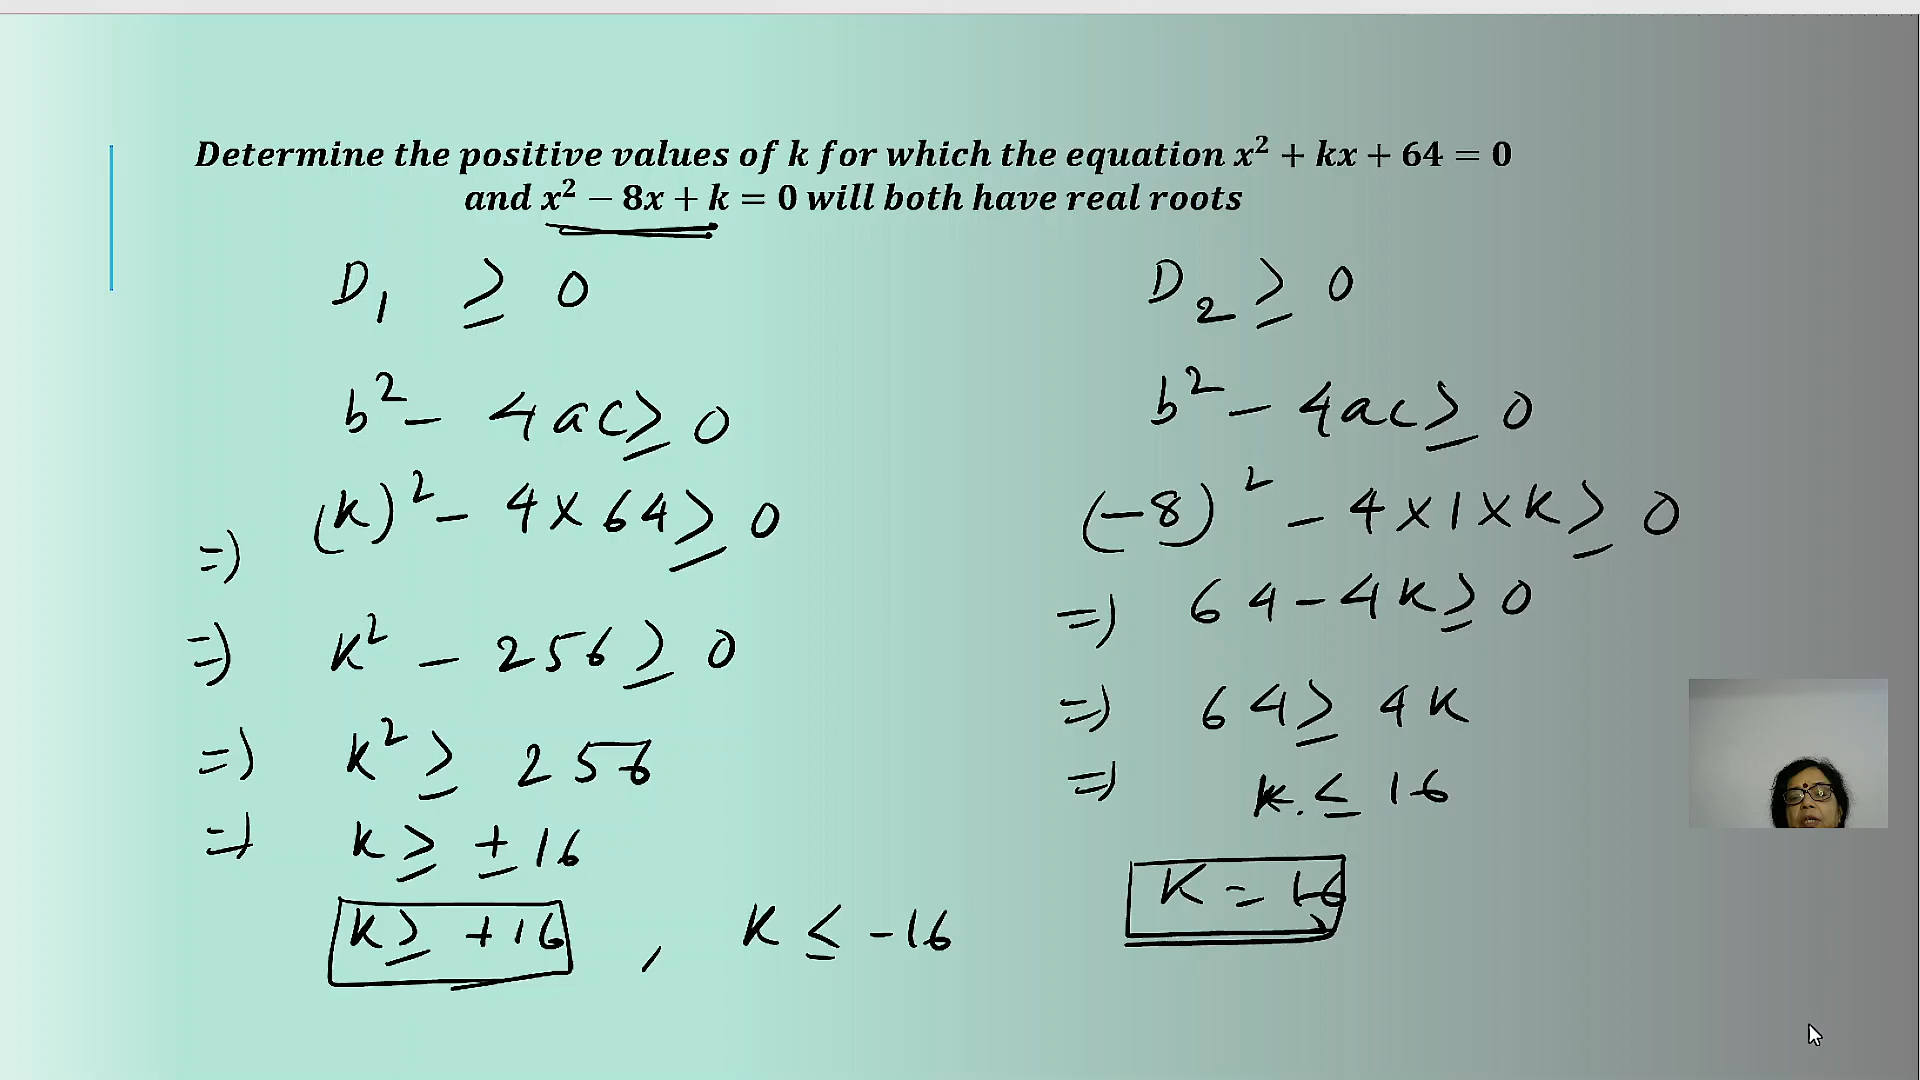 Determine the positive values of k for which the equation x² + kx + 64 = 0
and x² − 8x + k = 0 will both have real roots
D₁ ≥ 0
b² − 4ac ≥ 0
=) (k)² − 4 × 64 ≥ 0
=) k² − 256 ≥ 0
=) k² ≥ 256
=) k ≥ ± 16
k ≥ +16 , k ≤ −16
D₂ ≥ 0
b² − 4ac ≥ 0
(−8)² − 4 × 1 × k ≥ 0
=) 64 − 4k ≥ 0
=) 64 ≥ 4k
=) k. ≤ 16
K = 16